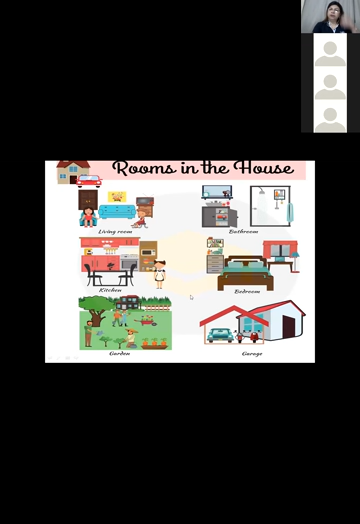 Rooms in the House
Living room
Bathroom
Kitchen
Bedroom
Garden
Garage